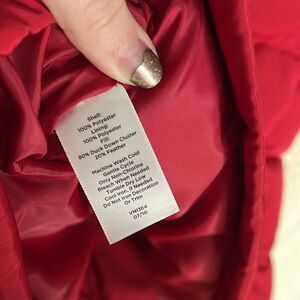 Shell:
100% Polyester
Lining:
100% Polyester
Fill:
80% Duck Down Cluster
20% Feather
Machine Wash Cold
Gentle Cycle
Only Non-Chlorine
Bleach When Needed
Tumble Dry Low
Cool Iron, If Needed
Do Not Iron Decoration
Or Trim
VN1364
07/10